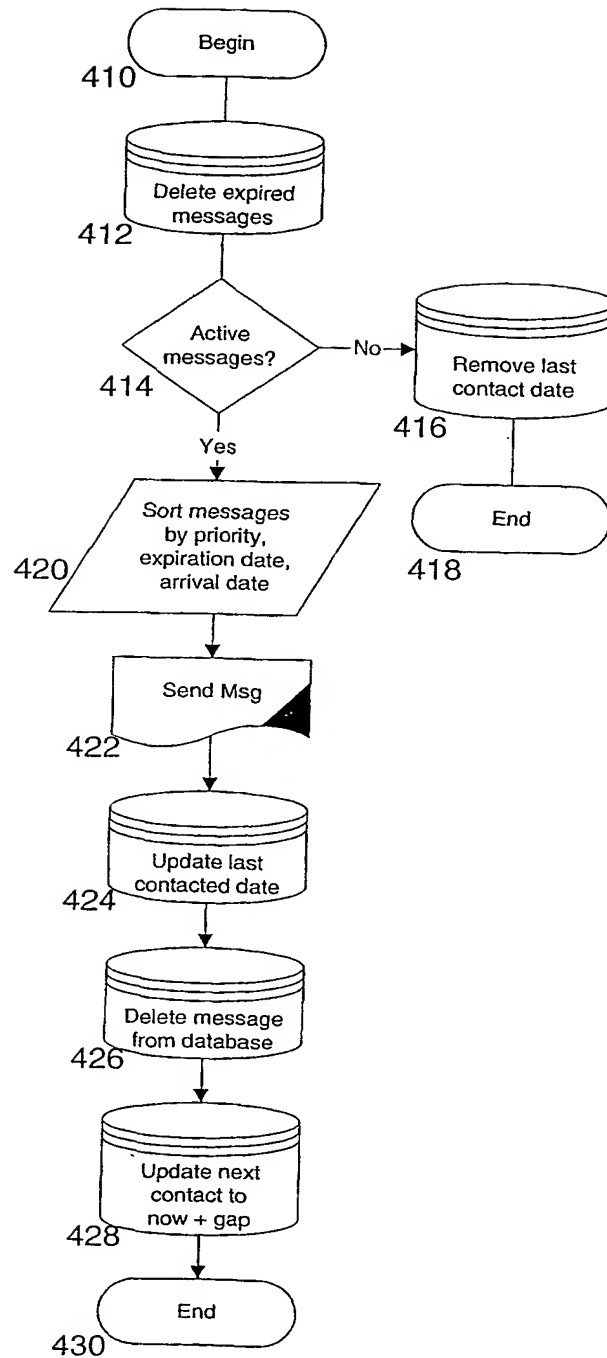 Begin
410
Delete expired
messages
412
Active
messages?
414
No
Remove last
contact date
416
End
418
Yes
Sort messages
by priority,
expiration date,
arrival date
420
Send Msg
422
Update last
contacted date
424
Delete message
from database
426
Update next
contact to
now + gap
428
End
430